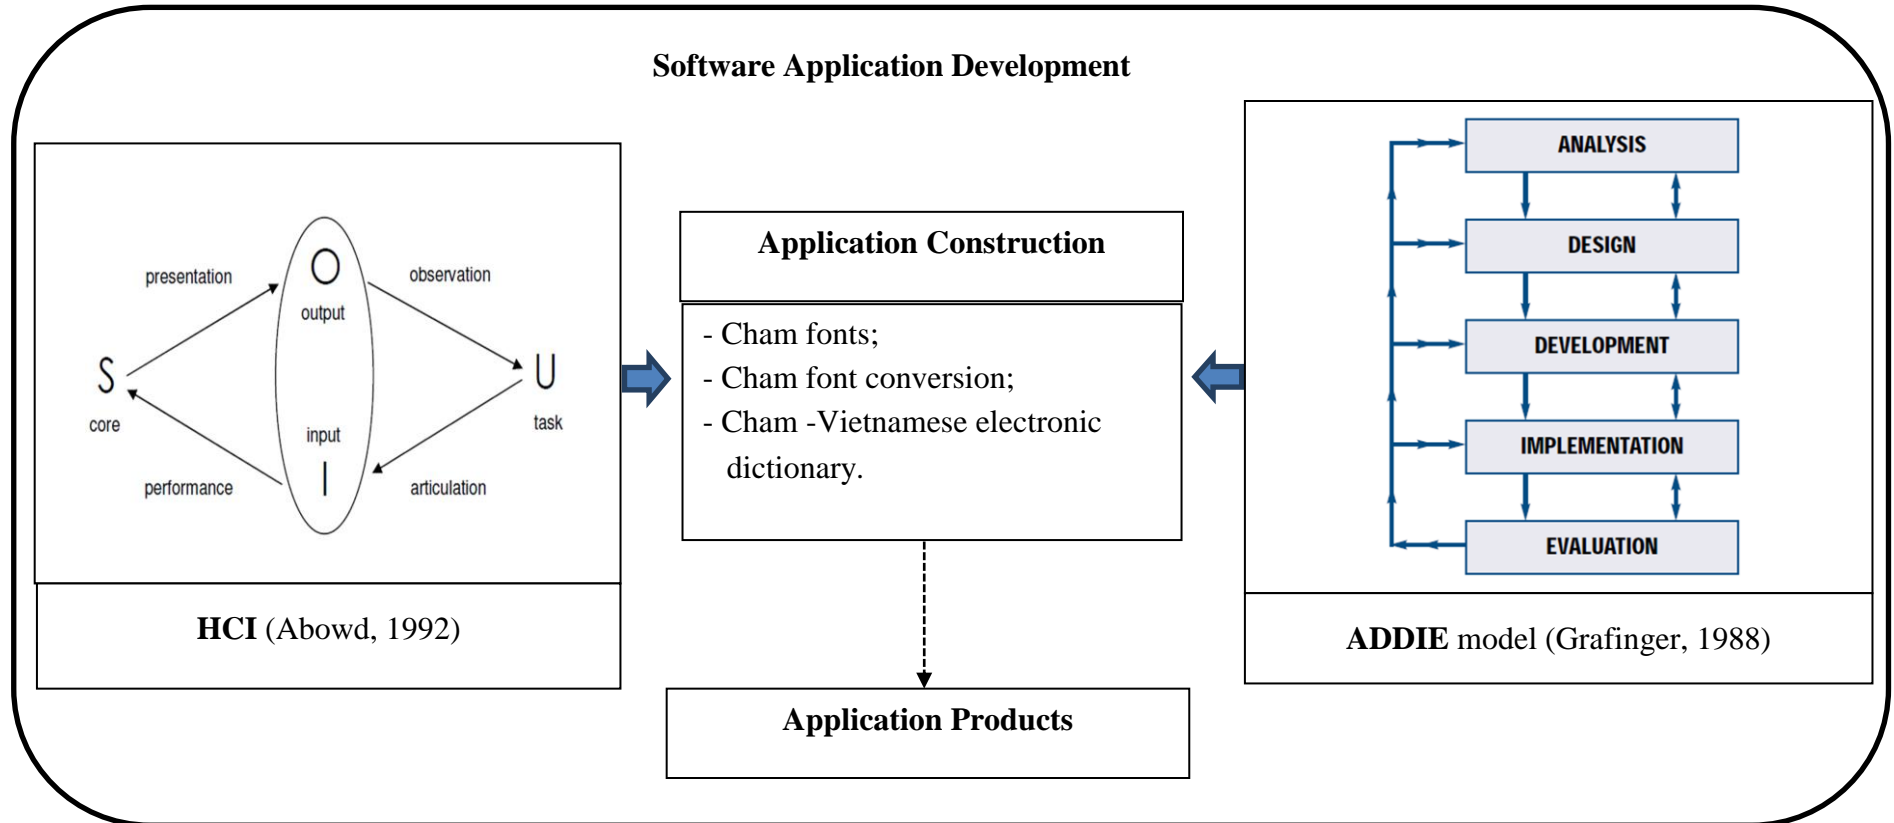 Software Application Development
presentation
O
output
observation
S
core
U
task
input
I
performance
articulation
HCI (Abowd, 1992)
Application Construction
- Cham fonts;
- Cham font conversion;
- Cham -Vietnamese electronic
dictionary.
Application Products
ANALYSIS
DESIGN
DEVELOPMENT
IMPLEMENTATION
EVALUATION
ADDIE model (Grafinger, 1988)